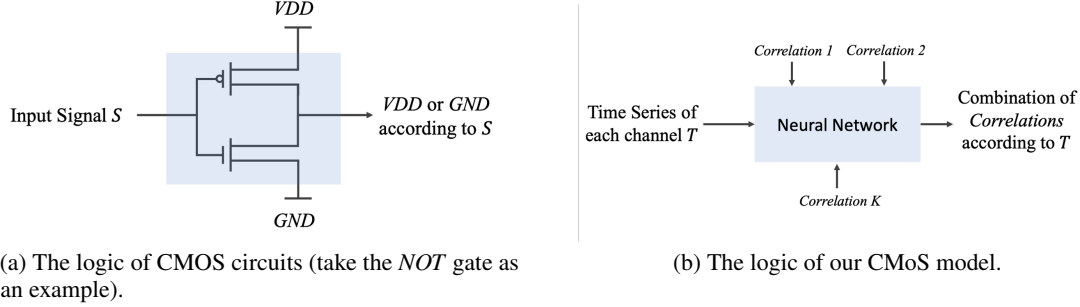 VDD
Input Signal S
VDD or GND
according to S
GND
(a) The logic of CMOS circuits (take the NOT gate as
an example).
Correlation 1 Correlation 2
Time Series of
each channel T
Neural Network
Combination of
Correlations
according to T
Correlation K
(b) The logic of our CMoS model.